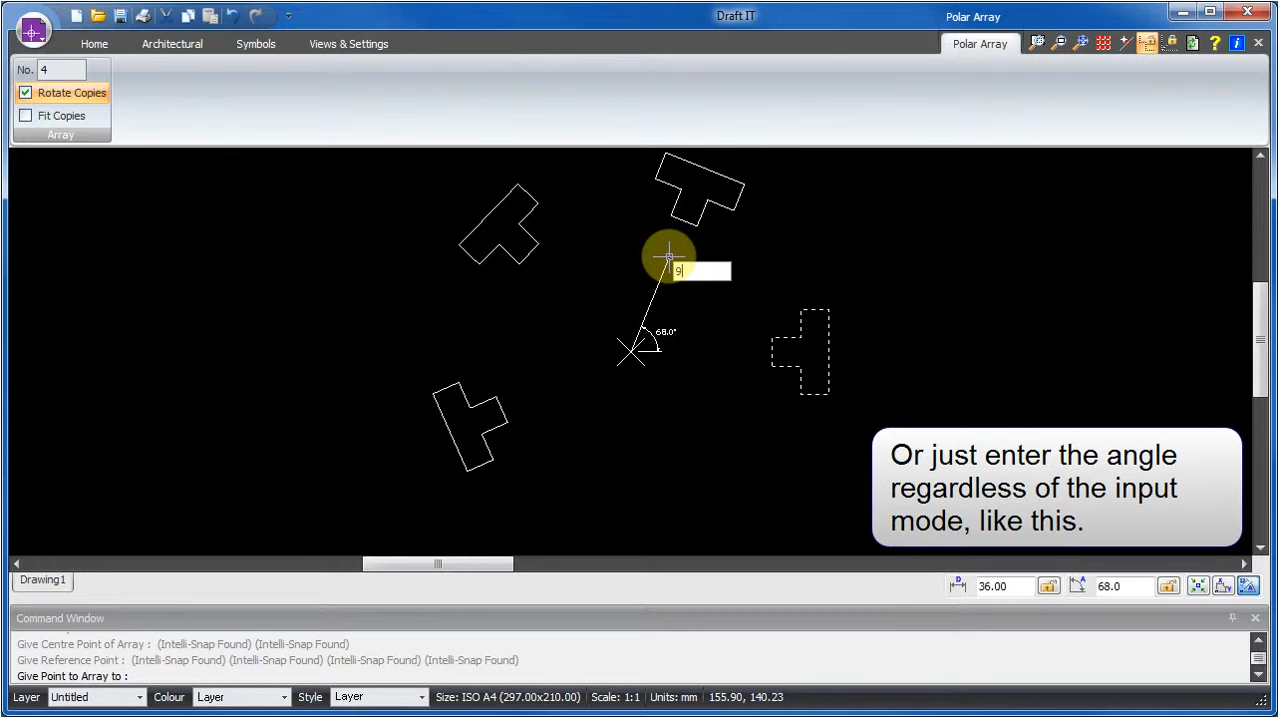 Draft IT
Polar Array
Home
Architectural
Symbols
Views & Settings
Polar Array
No. 4
Rotate Copies
Fit Copies
Array
9
68.0°
Or just enter the angle
regardless of the input
mode, like this.
Drawing1
D
36.00
A
68.0
Command Window
Give Centre Point of Array : (Intelli-Snap Found) (Intelli-Snap Found)
Give Reference Point : (Intelli-Snap Found) (Intelli-Snap Found) (Intelli-Snap Found) (Intelli-Snap Found)
Give Point to Array to :
Layer Untitled Colour Layer Style Layer Size: ISO A4 (297.00x210.00) Scale: 1:1 Units: mm 155.90, 140.23